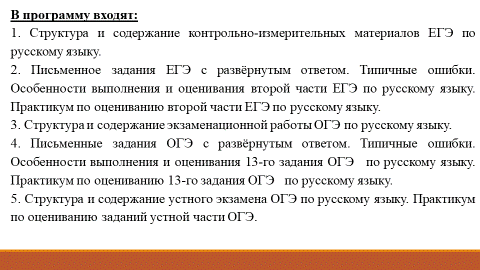 В программу входят:
1. Структура и содержание контрольно-измерительных материалов ЕГЭ по
русскому языку.
2. Письменное задания ЕГЭ с развёрнутым ответом. Типичные ошибки.
Особенности выполнения и оценивания второй части ЕГЭ по русскому языку.
Практикум по оцениванию второй части ЕГЭ по русскому языку.
3. Структура и содержание экзаменационной работы ОГЭ по русскому языку.
4. Письменные задания ОГЭ с развёрнутым ответом. Типичные ошибки.
Особенности выполнения и оценивания 13-го задания ОГЭ по русскому языку.
Практикум по оцениванию 13-го задания ОГЭ по русскому языку.
5. Структура и содержание устного экзамена ОГЭ по русскому языку. Практикум
по оцениванию заданий устной части ОГЭ.